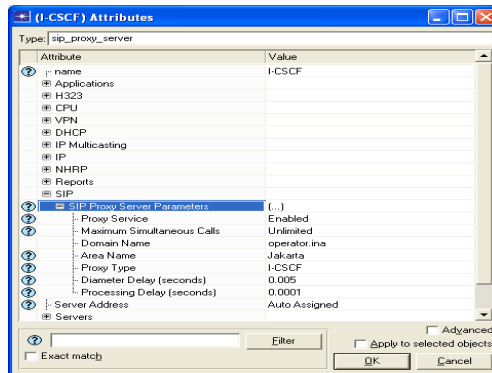 (I-CSCF) Attributes
Type: sip_proxy_server
Attribute Value
name I-CSCF
Applications
H323
CPU
VPN
DHCP
IP Multicasting
IP
NHRP
Reports
SIP
SIP Proxy Server Parameters (...)
Proxy Service Enabled
Maximum Simultaneous Calls Unlimited
Domain Name operator.ina
Area Name Jakarta
Proxy Type I-CSCF
Diameter Delay (seconds) 0.005
Processing Delay (seconds) 0.0001
Server Address Auto Assigned
Servers
Advanced
Filter
Apply to selected objects
Exact match
OK Cancel